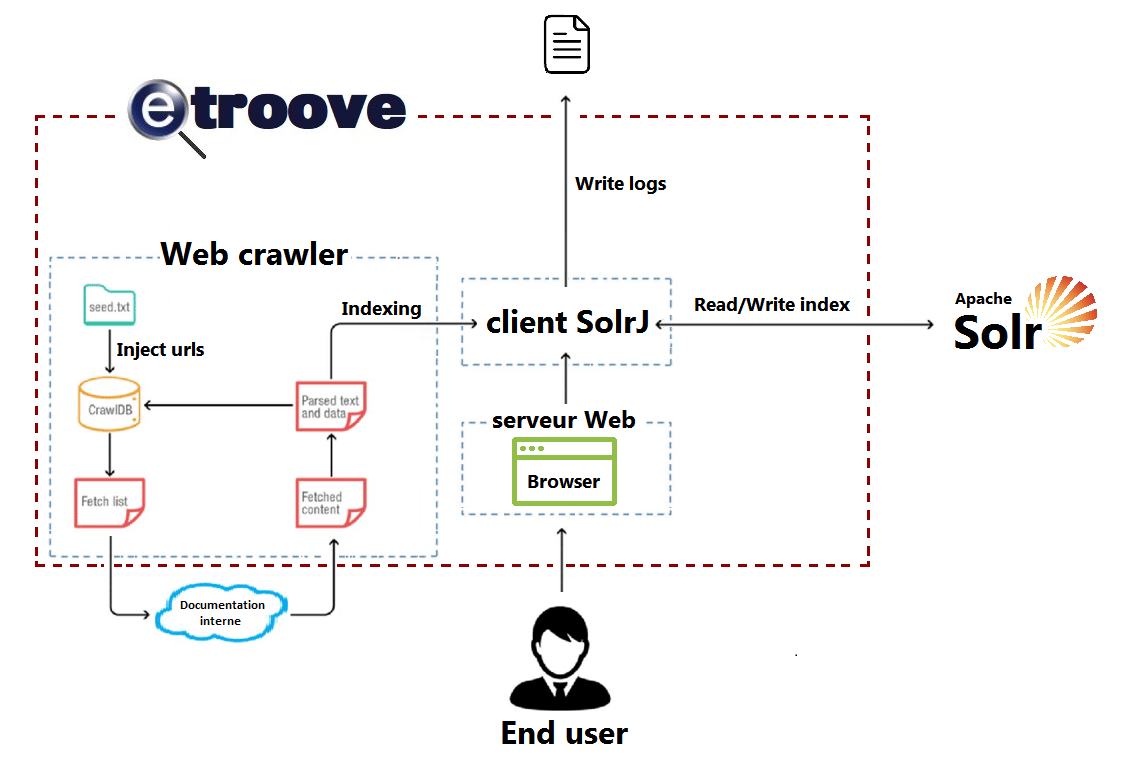 etroove
Write logs
Web crawler
seed.txt
Inject urls
CrawlDB
Fetch list
Parsed text
and data
Fetched
content
Indexing
client SolrJ
Read/Write index
Apache
Solr
serveur Web
Browser
Documentation
interne
End user